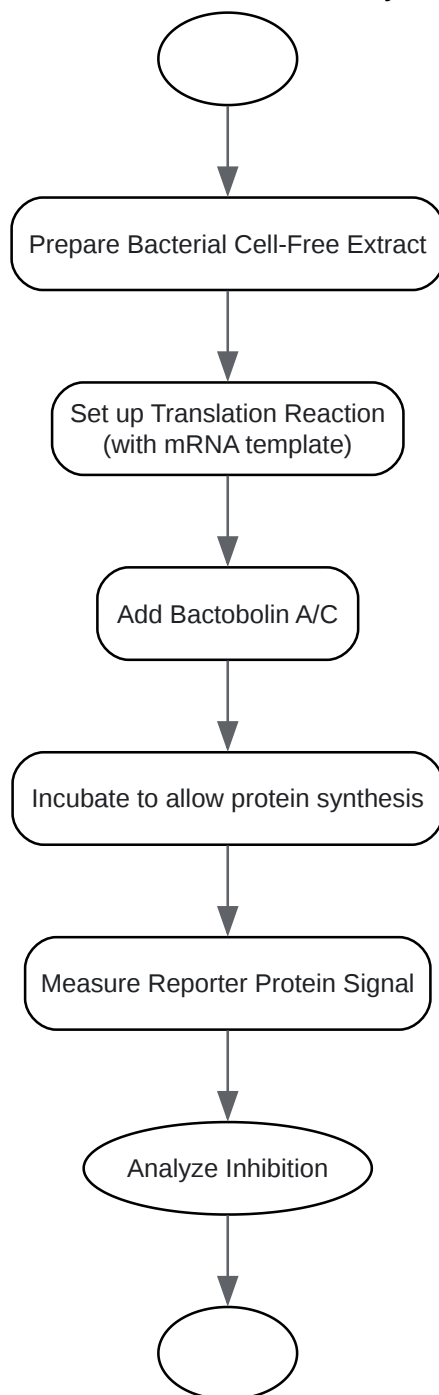 Prepare Bacterial Cell-Free Extract
Set up Translation Reaction
(with mRNA template)
Add Bactobolin A/C
Incubate to allow protein synthesis
Measure Reporter Protein Signal
Analyze Inhibition